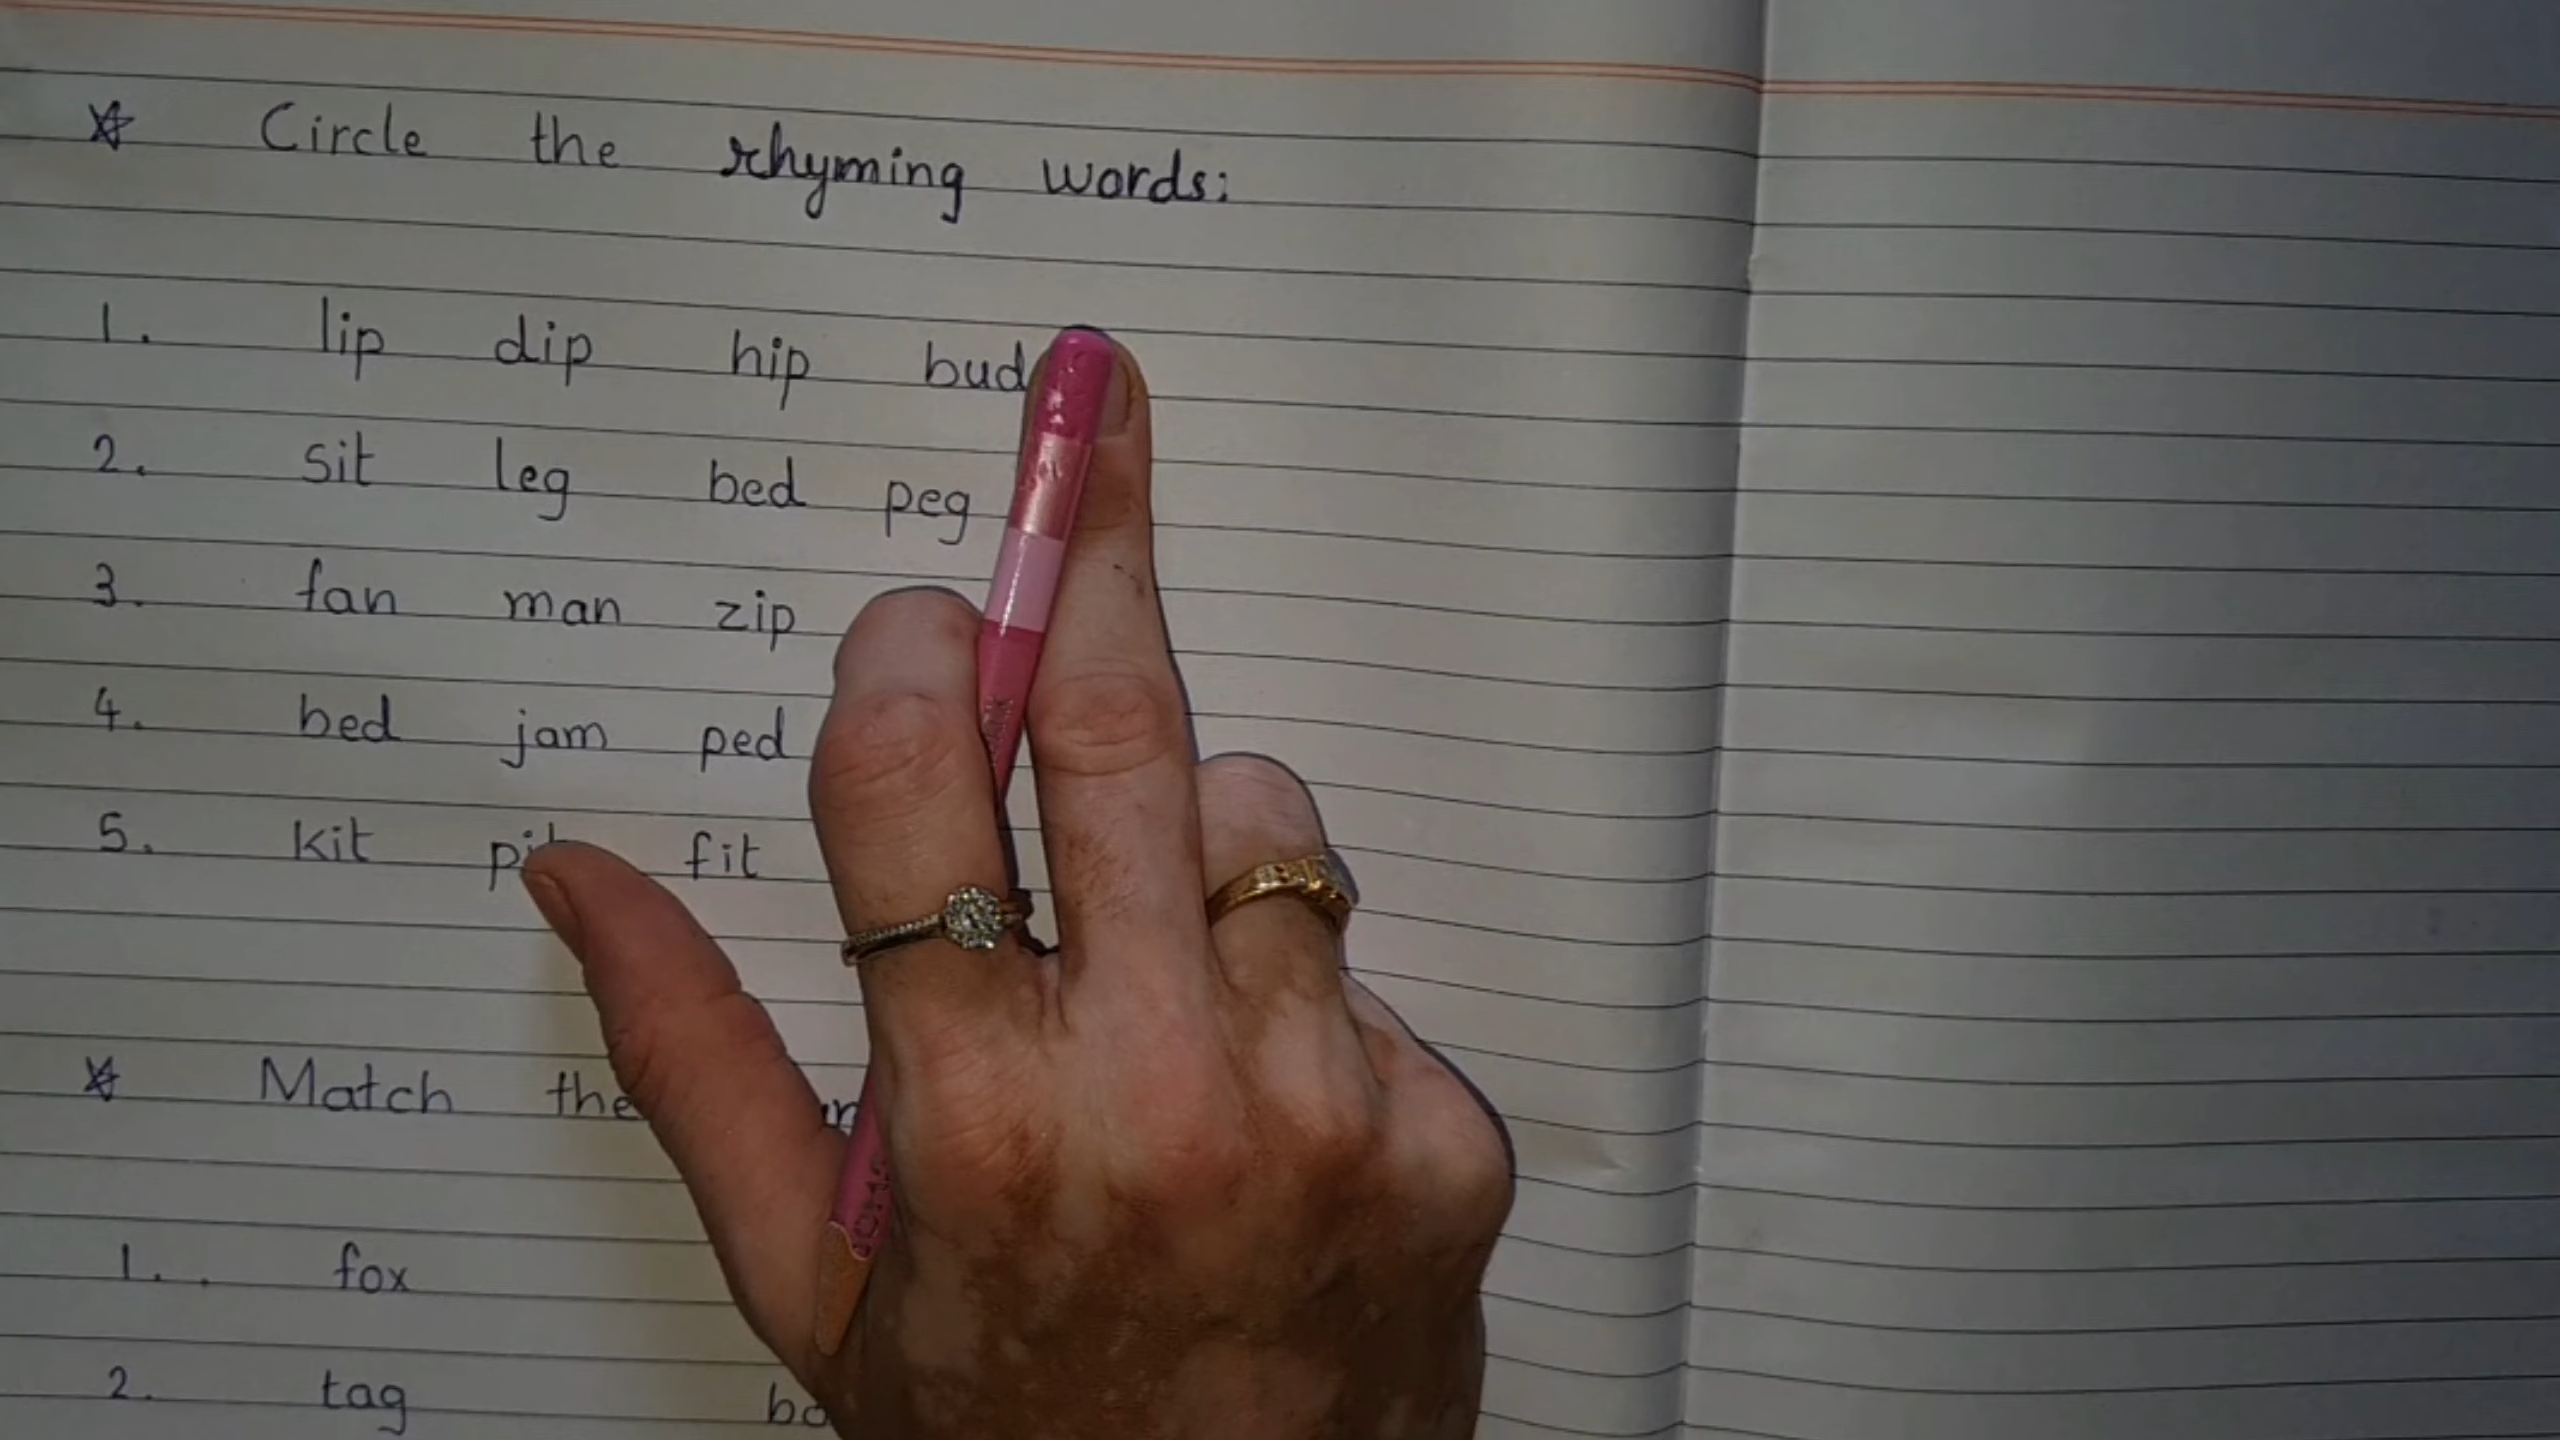 Circle the rhyming words:
1. lip dip hip bud
2. sit leg bed peg
3. fan man zip
4. bed jam ped
5. kit pit fit
Match the
1. fox
2. tag